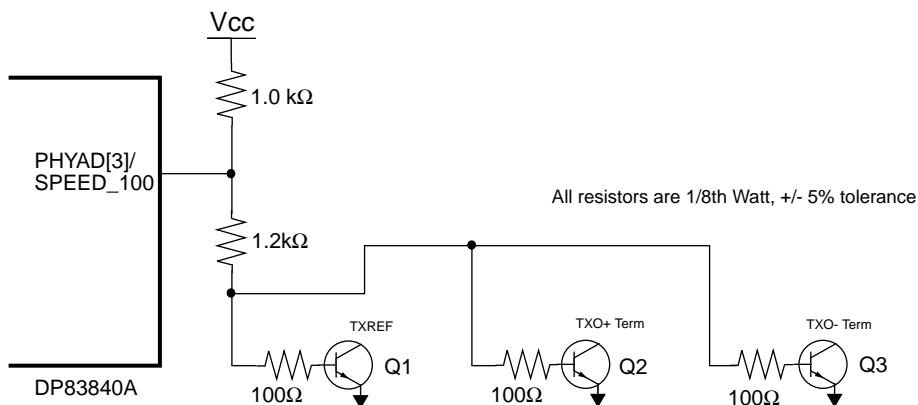 Vcc
1.0 kΩ
PHYAD[3]/
SPEED_100
All resistors are 1/8th Watt, +/- 5% tolerance
1.2kΩ
TXREF
TXO+ Term
TXO- Term
Q1
Q2
Q3
DP83840A
100Ω
100Ω
100Ω